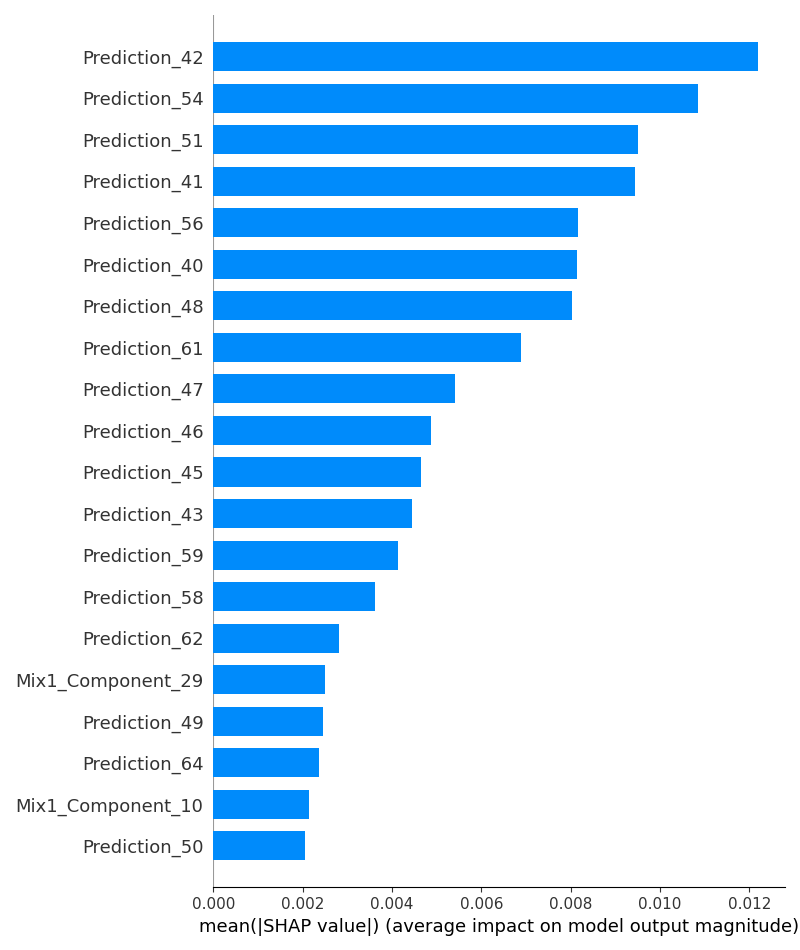 Prediction_42
Prediction_54
Prediction_51
Prediction_41
Prediction_56
Prediction_40
Prediction_48
Prediction_61
Prediction_47
Prediction_46
Prediction_45
Prediction_43
Prediction_59
Prediction_58
Prediction_62
Mix1_Component_29
Prediction_49
Prediction_64
Mix1_Component_10
Prediction_50
0.000 0.002 0.004 0.006 0.008 0.010 0.012
mean(|SHAP value|) (average impact on model output magnitude)